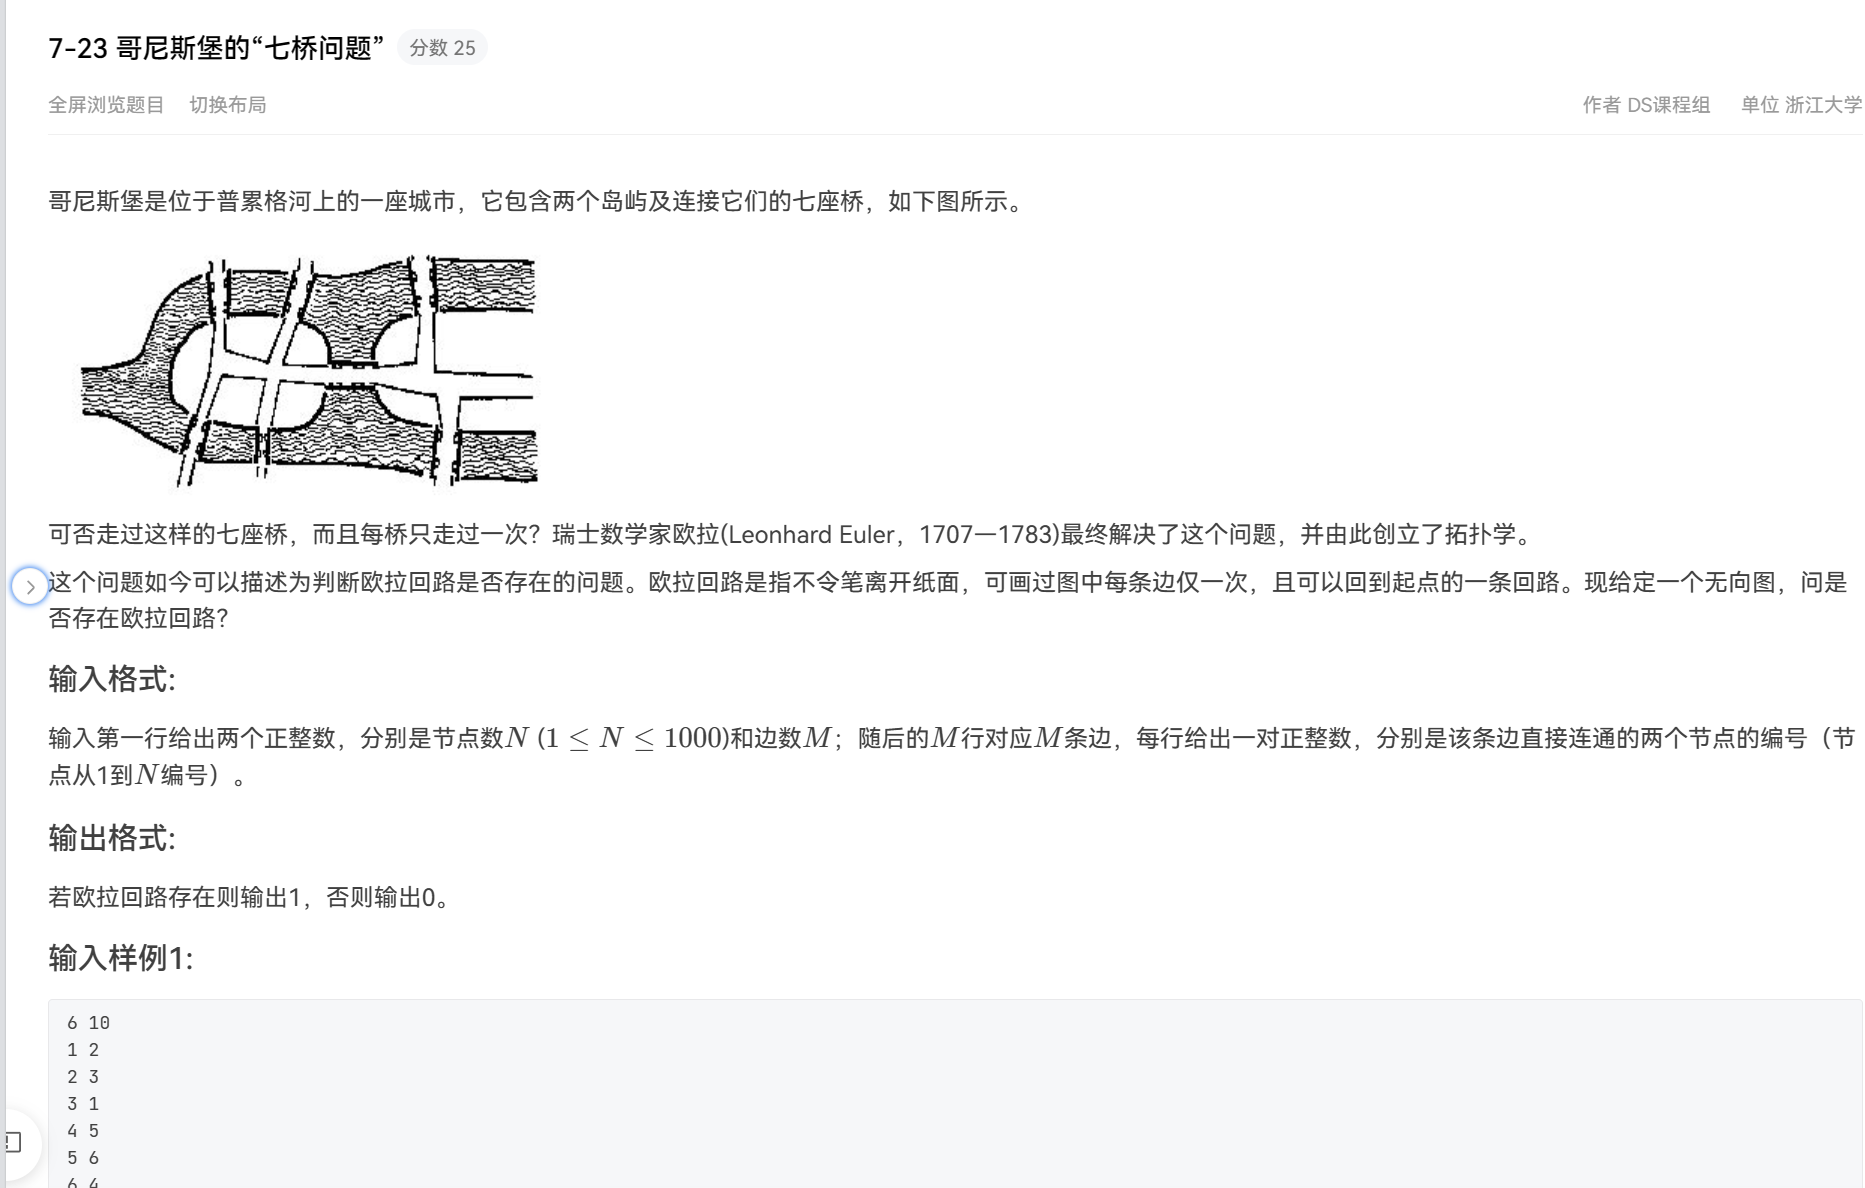 7-23 哥尼斯堡的“七桥问题” 分数 25
全屏浏览题目 切换布局 作者 DS课程组 单位 浙江大学
哥尼斯堡是位于普累格河上的一座城市，它包含两个岛屿及连接它们的七座桥，如下图所示。
可否走过这样的七座桥，而且每桥只走过一次？瑞士数学家欧拉(Leonhard Euler，1707—1783)最终解决了这个问题，并由此创立了拓扑学。
这个问题如今可以描述为判断欧拉回路是否存在的问题。欧拉回路是指不令笔离开纸面，可画过图中每条边仅一次，且可以回到起点的一条回路。现给定一个无向图，问是
否存在欧拉回路？
输入格式:
输入第一行给出两个正整数，分别是节点数N (1 ≤ N ≤ 1000)和边数M；随后的M行对应M条边，每行给出一对正整数，分别是该条边直接连通的两个节点的编号（节
点从1到N编号）。
输出格式:
若欧拉回路存在则输出1，否则输出0。
输入样例1:
6 10
1 2
2 3
3 1
4 5
5 6
6 4